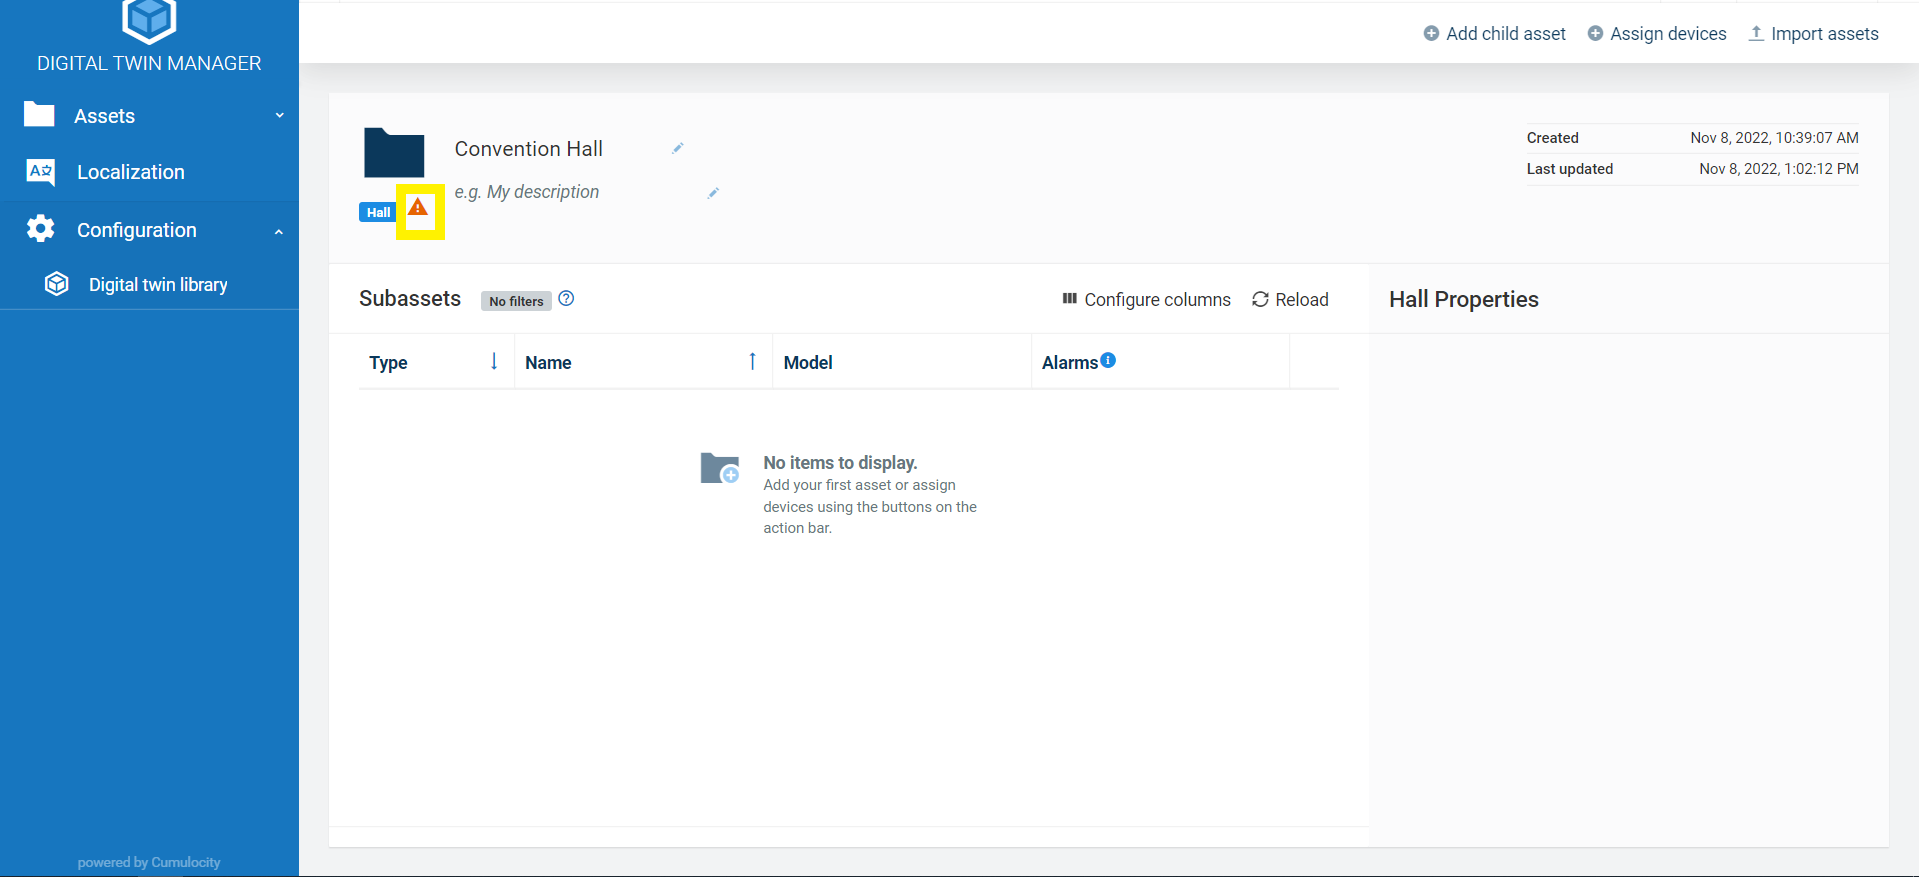 DIGITAL TWIN MANAGER
Assets
Localization
Configuration
Digital twin library
powered by Cumulocity
Add child asset Assign devices Import assets
Convention Hall
e.g. My description
Hall
Created Nov 8, 2022, 10:39:07 AM
Last updated Nov 8, 2022, 1:02:12 PM
Subassets No filters Configure columns Reload
Type Name Model Alarms
No items to display.
Add your first asset or assign
devices using the buttons on the
action bar.
Hall Properties